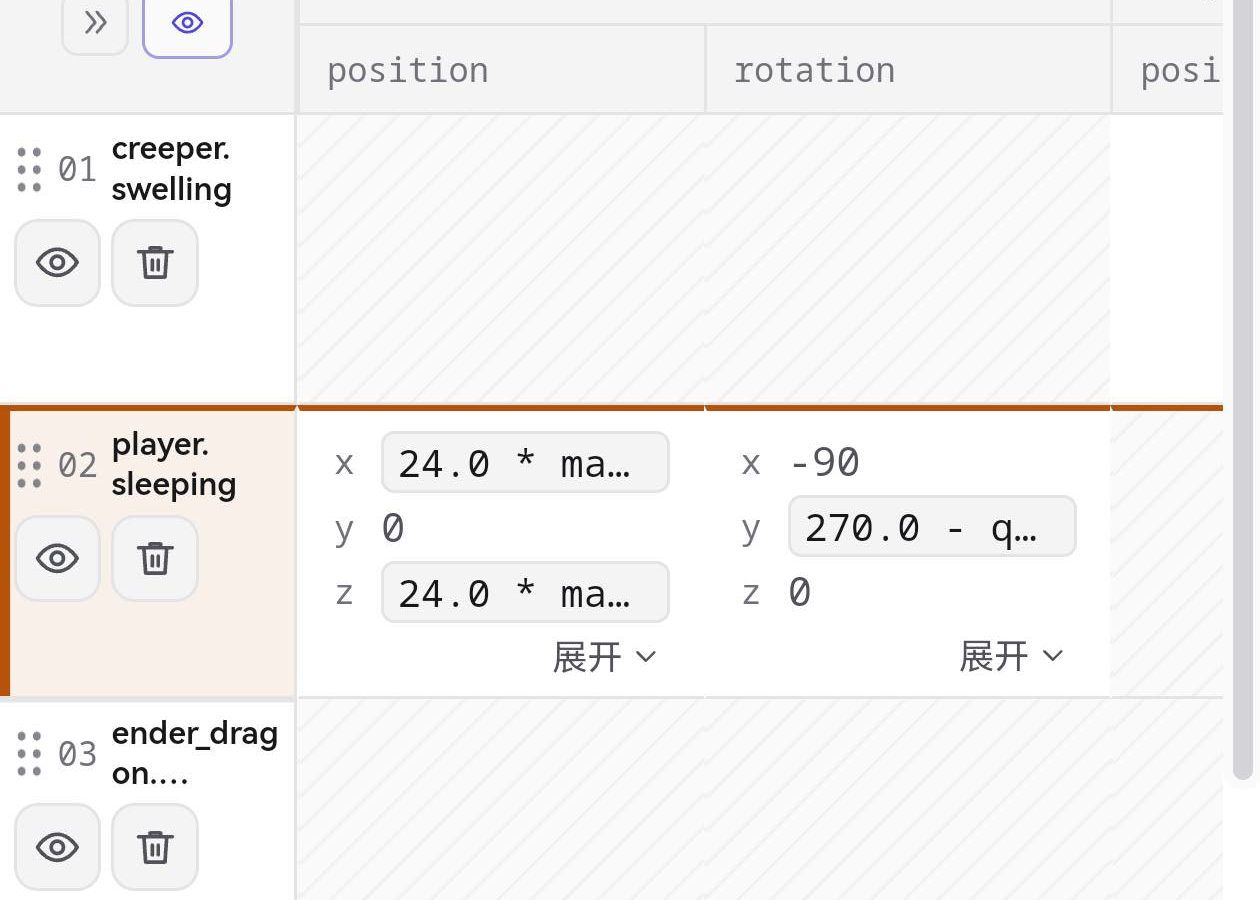 position rotation posi
01 creeper.
swelling
02 player.
sleeping
x 24.0 * ma… x -90
y 0 y 270.0 - q…
z 24.0 * ma… z 0
展开 展开
03 ender_drag
on.…